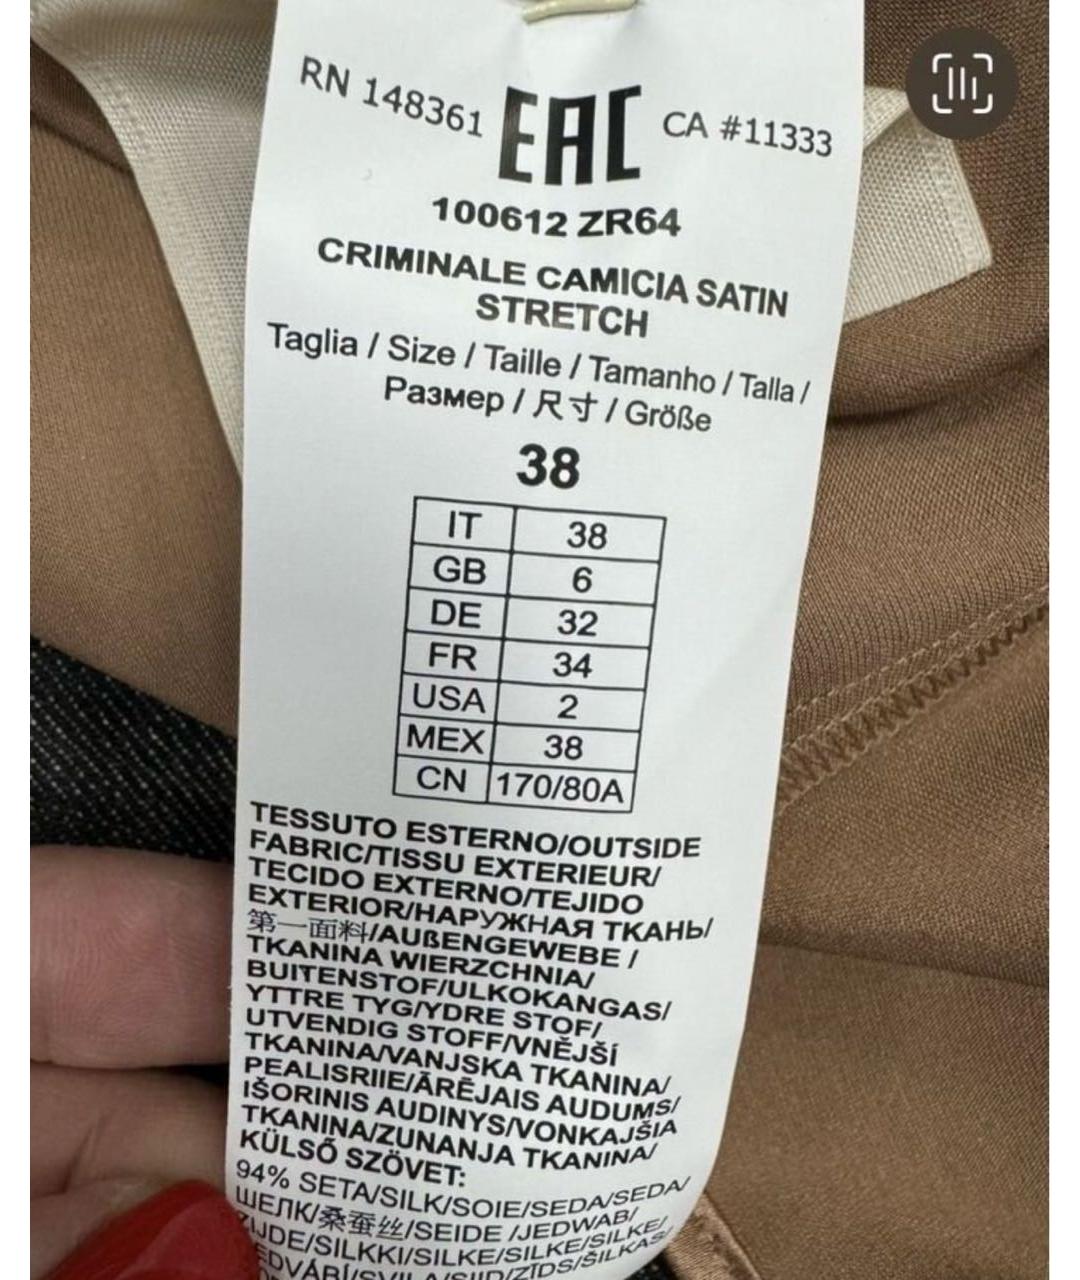 RN 148361 EAC CA #11333
100612 ZR64
CRIMINALE CAMICIA SATIN
STRETCH
Taglia / Size / Taille / Tamanho / Talla /
Размер / 尺寸 / Größe
38
IT 38
GB 6
DE 32
FR 34
USA 2
MEX 38
CN 170/80A
TESSUTO ESTERNO/OUTSIDE
FABRIC/TISSU EXTERIEUR/
TECIDO EXTERNO/TEJIDO
EXTERIOR/НАРУЖНАЯ ТКАНЬ/
第一面料/AUßENGEWEBE /
TKANINA WIERZCHNIA/
BUITENSTOF/ULKOKANGAS/
YTTRE TYG/YDRE STOF/
UTVENDIG STOFF/VNĚJŠÍ
TKANINA/VANJSKA TKANINA/
PEALISRIIE/ĀRĒJAIS AUDUMS/
IŠORINIS AUDINYS/VONKAJŠIA
TKANINA/ZUNANJA TKANINA/
KÜLSŐ SZÖVET:
94% SETA/SILK/SOIE/SEDA/SEDA/
ШЕЛК/桑蚕丝/SEIDE /JEDWAB/
ZIJDE/SILKKI/SILKE/SILKE/SILKE/